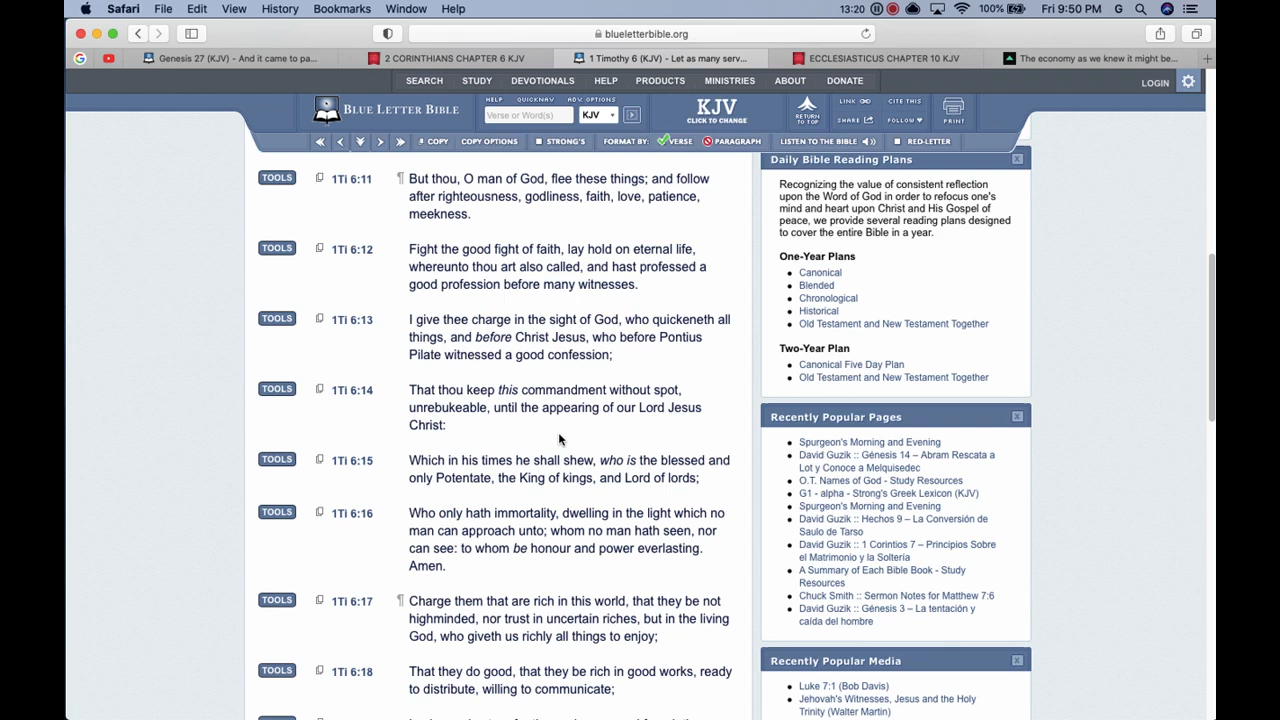 Safari File Edit View History Bookmarks Window Help 13:20 100% Fri 9:50 PM G
blueletterbible.org
Genesis 27 (KJV) - And it came to pa... 2 CORINTHIANS CHAPTER 6 KJV 1 Timothy 6 (KJV) - Let as many serv... ECCLESIASTICUS CHAPTER 10 KJV The economy as we knew it might be...
SEARCH STUDY DEVOTIONALS HELP PRODUCTS MINISTRIES ABOUT DONATE LOGIN
BLUE LETTER BIBLE
HELP QUICKNAV ADV. OPTIONS
Verse or Word(s) KJV
KJV
CLICK TO CHANGE
RETURN
TO TOP
LINK CITE THIS
SHARE FOLLOW
PRINT
COPY COPY OPTIONS STRONG'S FORMAT BY: VERSE PARAGRAPH LISTEN TO THE BIBLE RED-LETTER
TOOLS 1Ti 6:11 ¶ But thou, O man of God, flee these things; and follow
after righteousness, godliness, faith, love, patience,
meekness.
TOOLS 1Ti 6:12 Fight the good fight of faith, lay hold on eternal life,
whereunto thou art also called, and hast professed a
good profession before many witnesses.
TOOLS 1Ti 6:13 I give thee charge in the sight of God, who quickeneth all
things, and before Christ Jesus, who before Pontius
Pilate witnessed a good confession;
TOOLS 1Ti 6:14 That thou keep this commandment without spot,
unrebukeable, until the appearing of our Lord Jesus
Christ:
TOOLS 1Ti 6:15 Which in his times he shall shew, who is the blessed and
only Potentate, the King of kings, and Lord of lords;
TOOLS 1Ti 6:16 Who only hath immortality, dwelling in the light which no
man can approach unto; whom no man hath seen, nor
can see: to whom be honour and power everlasting.
Amen.
TOOLS 1Ti 6:17 ¶ Charge them that are rich in this world, that they be not
highminded, nor trust in uncertain riches, but in the living
God, who giveth us richly all things to enjoy;
TOOLS 1Ti 6:18 That they do good, that they be rich in good works, ready
to distribute, willing to communicate;
Daily Bible Reading Plans
Recognizing the value of consistent reflection
upon the Word of God in order to refocus one's
mind and heart upon Christ and His Gospel of
peace, we provide several reading plans designed
to cover the entire Bible in a year.
One-Year Plans
Canonical
Blended
Chronological
Historical
Old Testament and New Testament Together
Two-Year Plan
Canonical Five Day Plan
Old Testament and New Testament Together
Recently Popular Pages
Spurgeon's Morning and Evening
David Guzik :: Génesis 14 – Abram Rescata a
Lot y Conoce a Melquisedec
O.T. Names of God - Study Resources
G1 - alpha - Strong's Greek Lexicon (KJV)
Spurgeon's Morning and Evening
David Guzik :: Hechos 9 – La Conversión de
Saulo de Tarso
David Guzik :: 1 Corintios 7 – Principios Sobre
el Matrimonio y la Soltería
A Summary of Each Bible Book - Study
Resources
Chuck Smith :: Sermon Notes for Matthew 7:6
David Guzik :: Génesis 3 – La tentación y
caída del hombre
Recently Popular Media
Luke 7:1 (Bob Davis)
Jehovah's Witnesses, Jesus and the Holy
Trinity (Walter Martin)